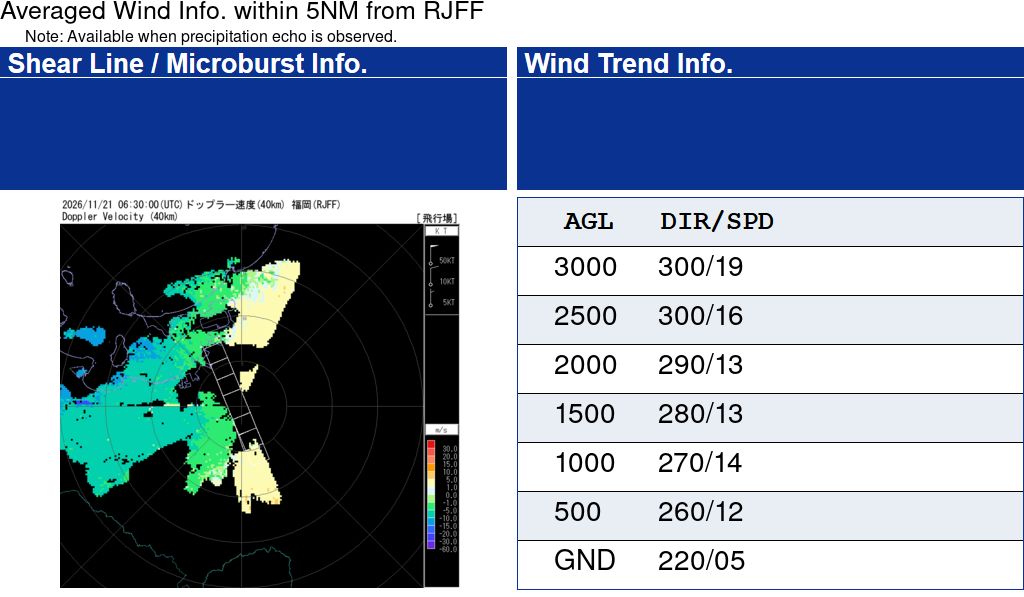 Averaged Wind Info. within 5NM from RJFF
Note: Available when precipitation echo is observed.
Shear Line / Microburst Info.
Wind Trend Info.
2026/11/21 06:30:00(UTC) ドップラー速度(40km) 福岡(RJFF)
Doppler Velocity (40km)
[飛行場]
K T
50KT
10KT
5KT
m/s
30.0
20.0
15.0
10.0
5.0
1.0
0.0
-1.0
-5.0
-10.0
-15.0
-20.0
-30.0
-60.0
AGL DIR/SPD
3000 300/19
2500 300/16
2000 290/13
1500 280/13
1000 270/14
500 260/12
GND 220/05